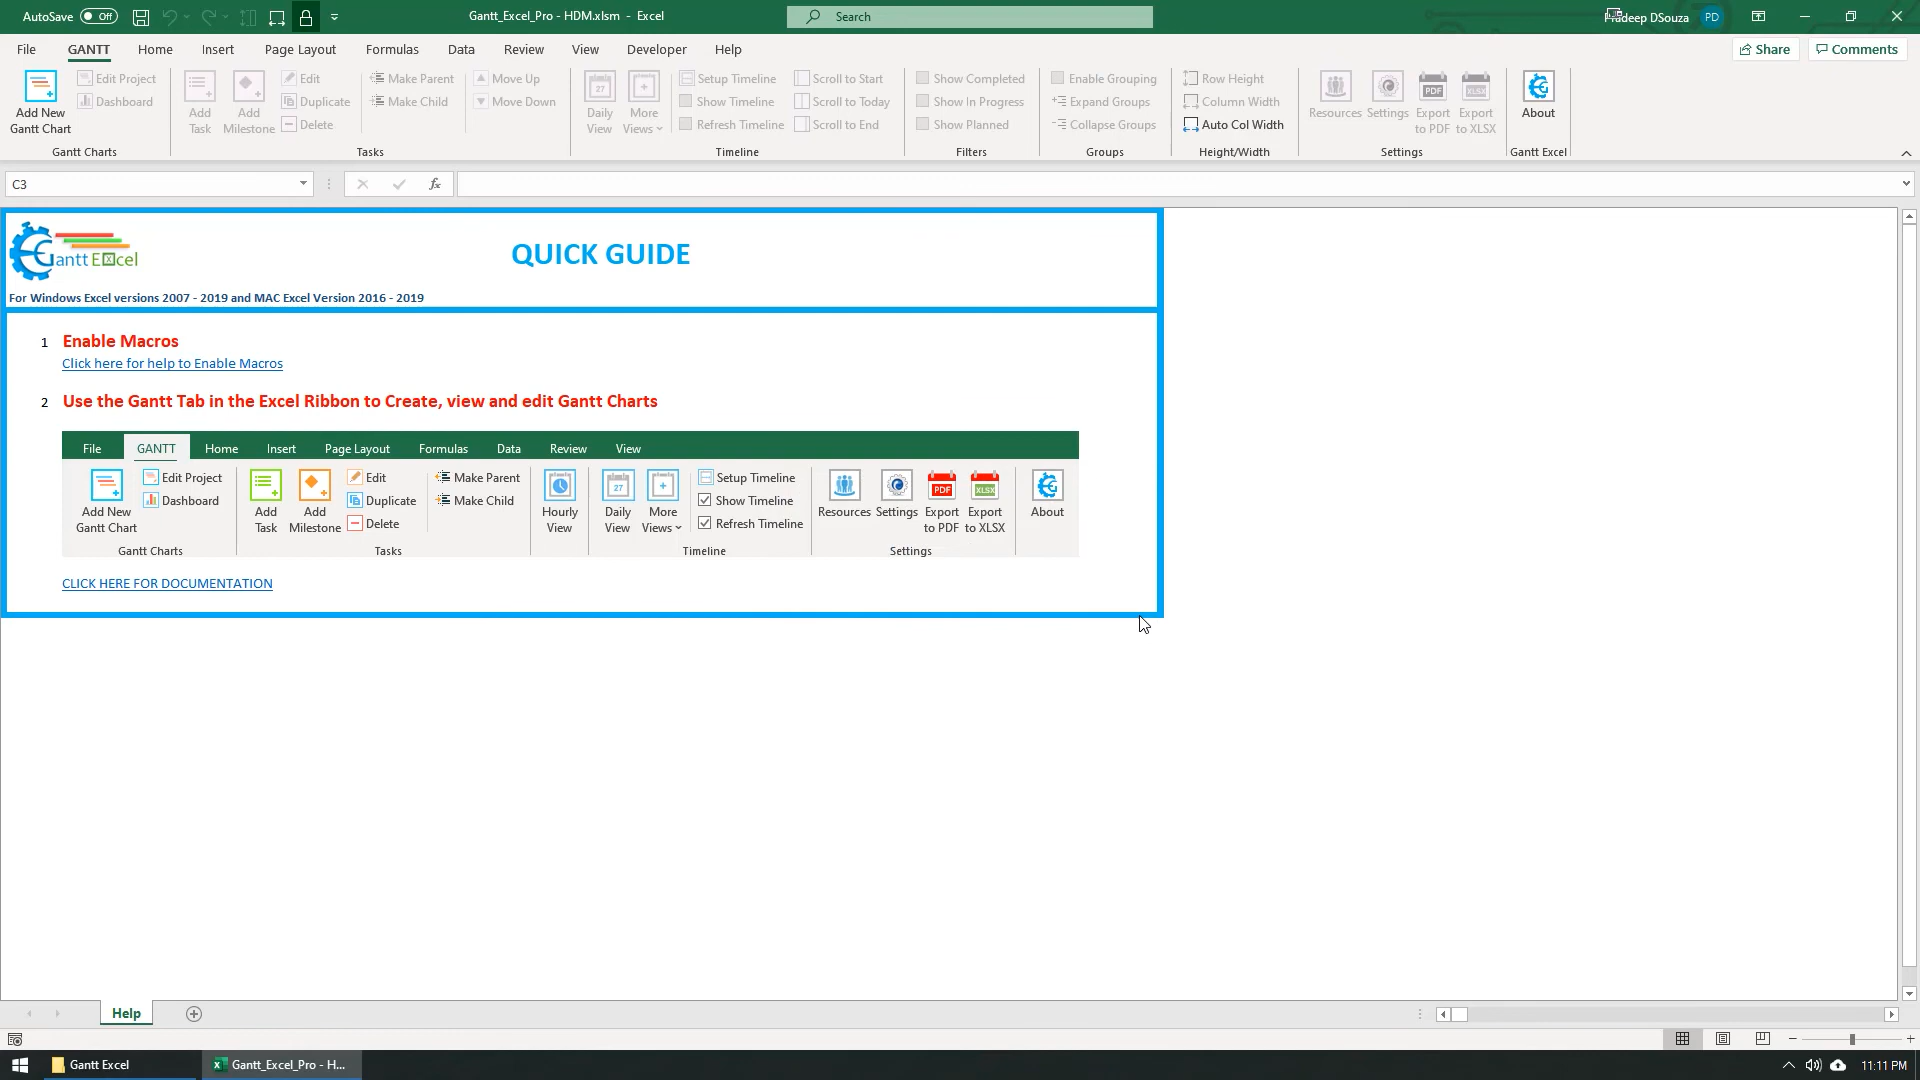 AutoSave Off Gantt_Excel_Pro - HDM.xlsm - Excel Search Pradeep DSouza PD
File GANTT Home Insert Page Layout Formulas Data Review View Developer Help Share Comments
Add New Gantt Chart
Edit Project
Dashboard
Gantt Charts
Add Task
Add Milestone
Edit
Duplicate
Delete
Make Parent
Make Child
Move Up
Move Down
Tasks
27
Daily View
More Views
Setup Timeline
Show Timeline
Refresh Timeline
Scroll to Start
Scroll to Today
Scroll to End
Timeline
Show Completed
Show In Progress
Show Planned
Filters
Enable Grouping
Expand Groups
Collapse Groups
Groups
Row Height
Column Width
Auto Col Width
Height/Width
Resources
Settings
PDF
Export to PDF
XLSX
Export to XLSX
Settings
About
Gantt Excel
C3 fx
Gantt Excel
QUICK GUIDE
For Windows Excel versions 2007 - 2019 and MAC Excel Version 2016 - 2019
1 Enable Macros
Click here for help to Enable Macros
2 Use the Gantt Tab in the Excel Ribbon to Create, view and edit Gantt Charts
File GANTT Home Insert Page Layout Formulas Data Review View
Add New Gantt Chart
Edit Project
Dashboard
Gantt Charts
Add Task
Add Milestone
Edit
Duplicate
Delete
Make Parent
Make Child
Tasks
Hourly View
27
Daily View
More Views
Setup Timeline
Show Timeline
Refresh Timeline
Timeline
Resources
Settings
PDF
Export to PDF
XLSX
Export to XLSX
Settings
About
CLICK HERE FOR DOCUMENTATION
Help
Gantt Excel Gantt_Excel_Pro - H... 11:11 PM